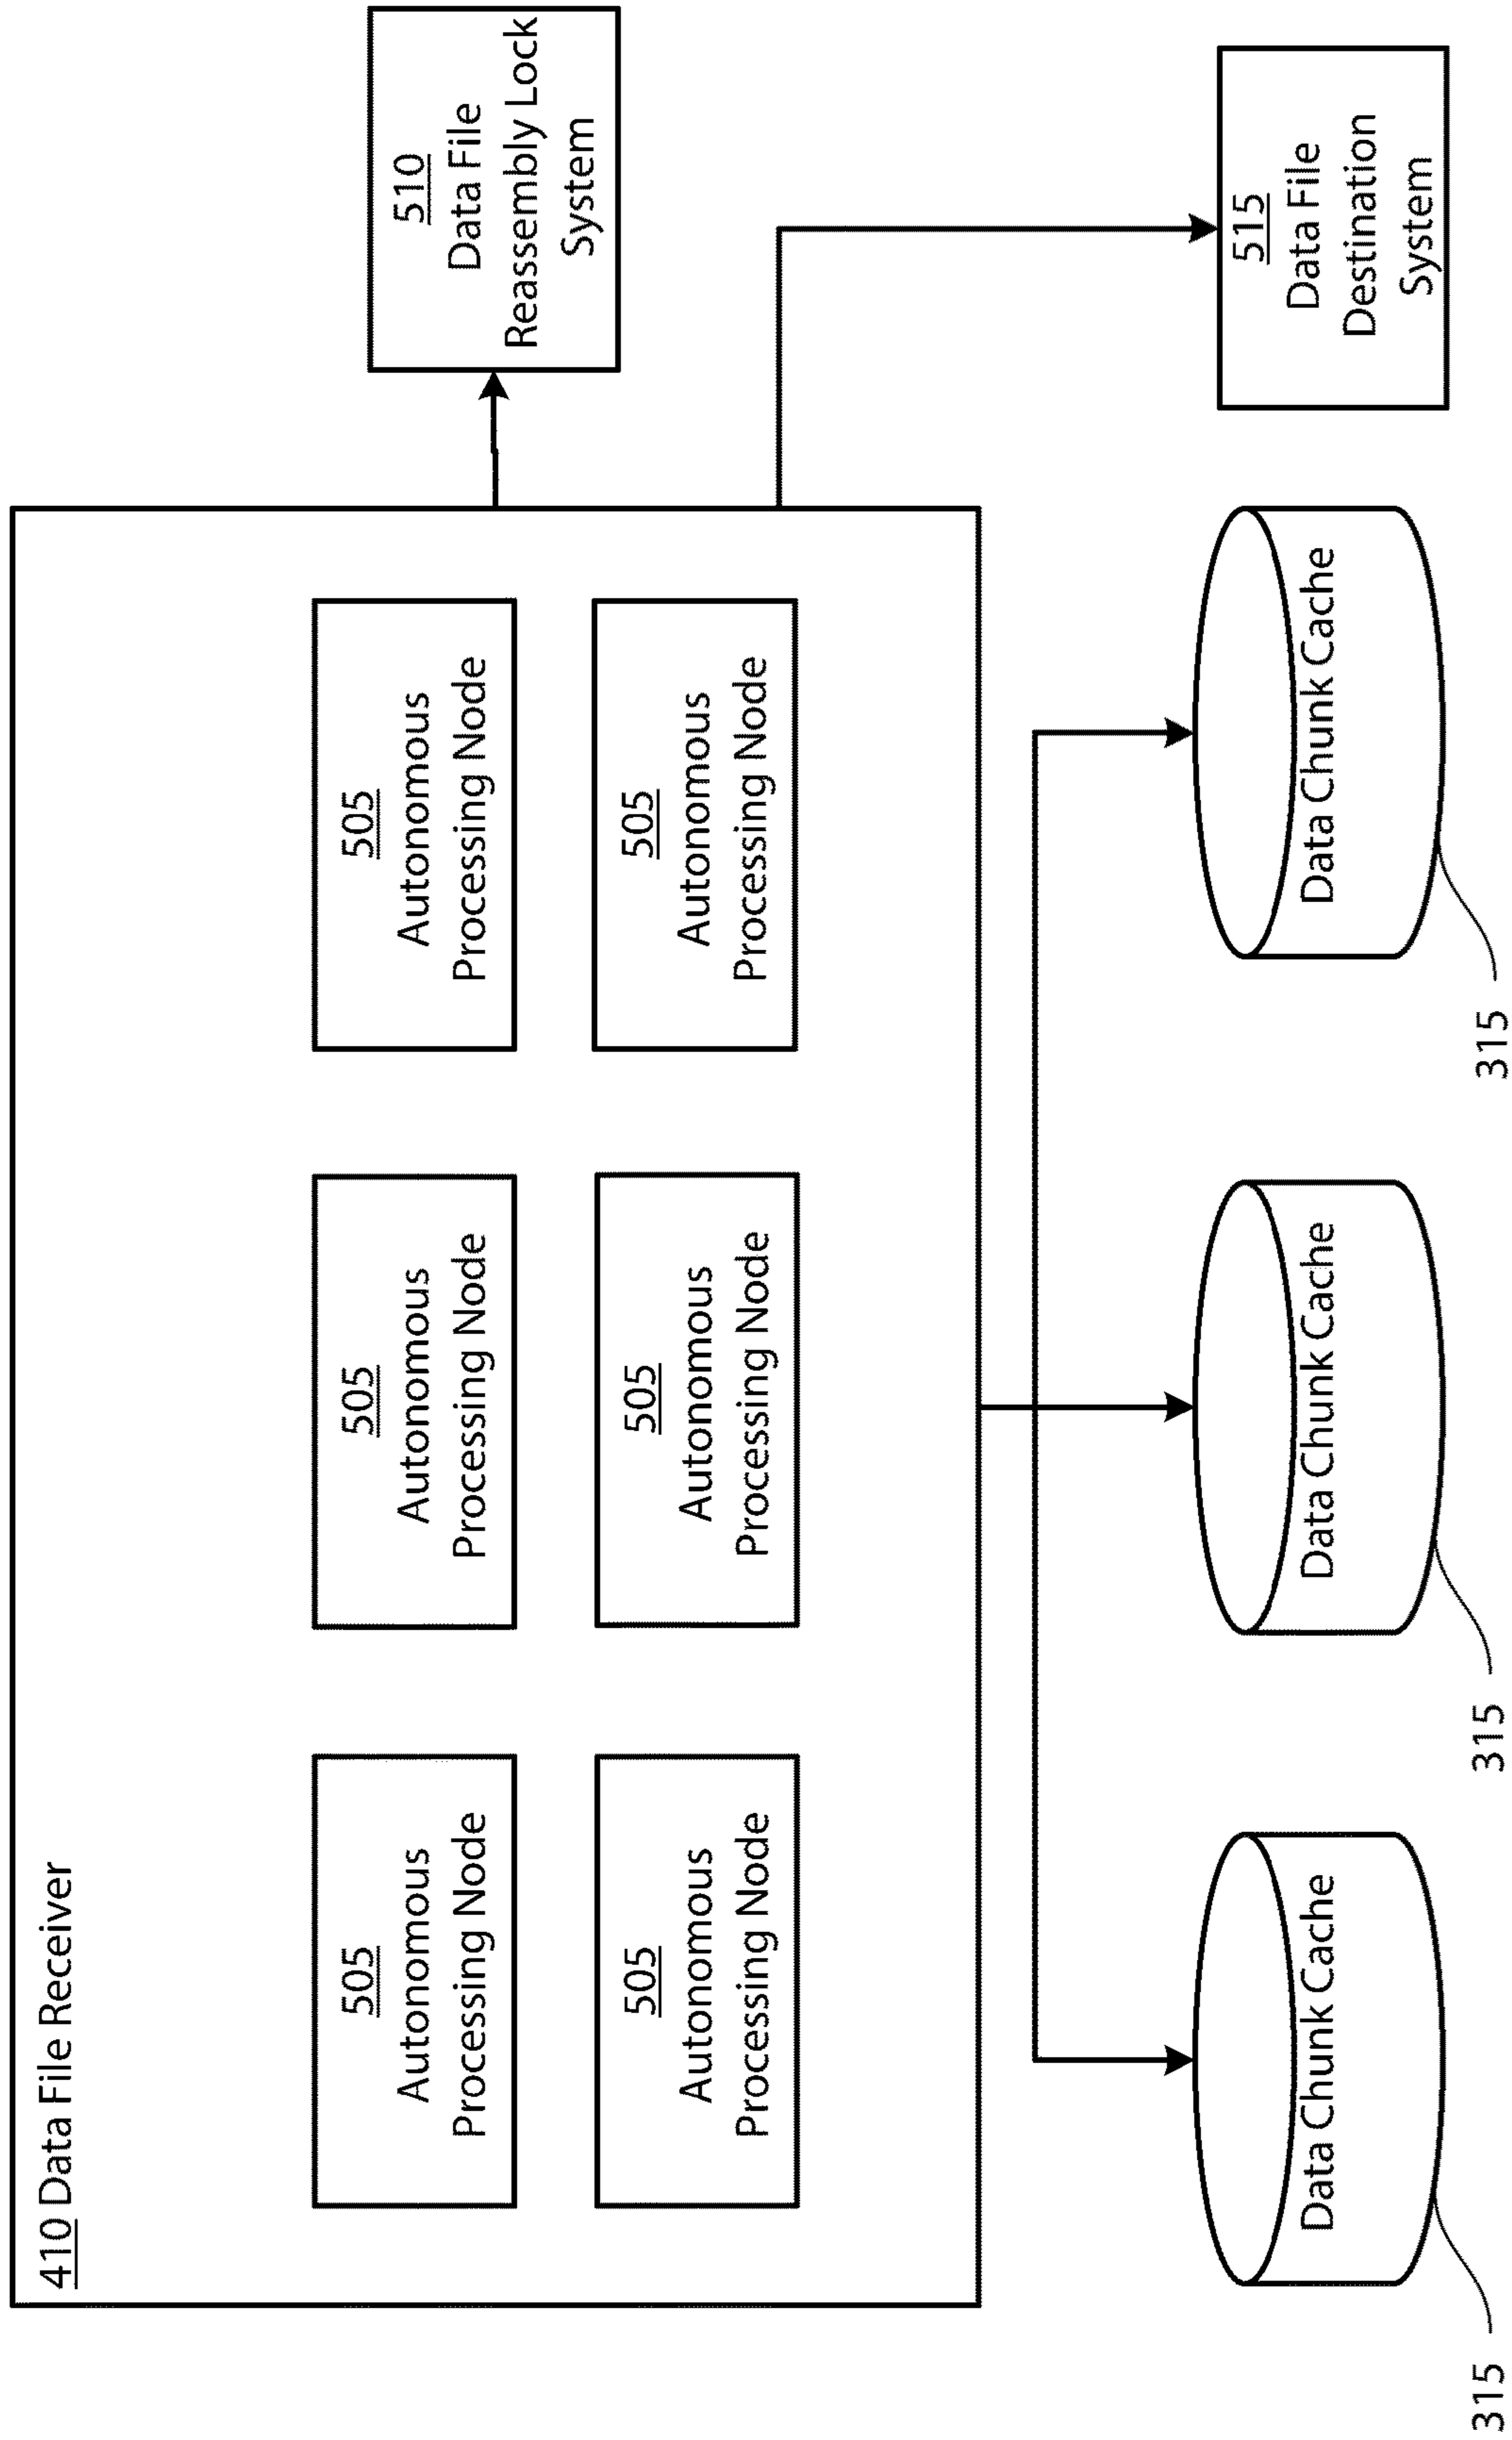 410 Data File Receiver
505
Autonomous
Processing Node
505
Autonomous
Processing Node
505
Autonomous
Processing Node
505
Autonomous
Processing Node
505
Autonomous
Processing Node
505
Autonomous
Processing Node
510
Data File
Reassembly Lock
System
515
Data File
Destination
System
Data Chunk Cache
315
Data Chunk Cache
315
Data Chunk Cache
315